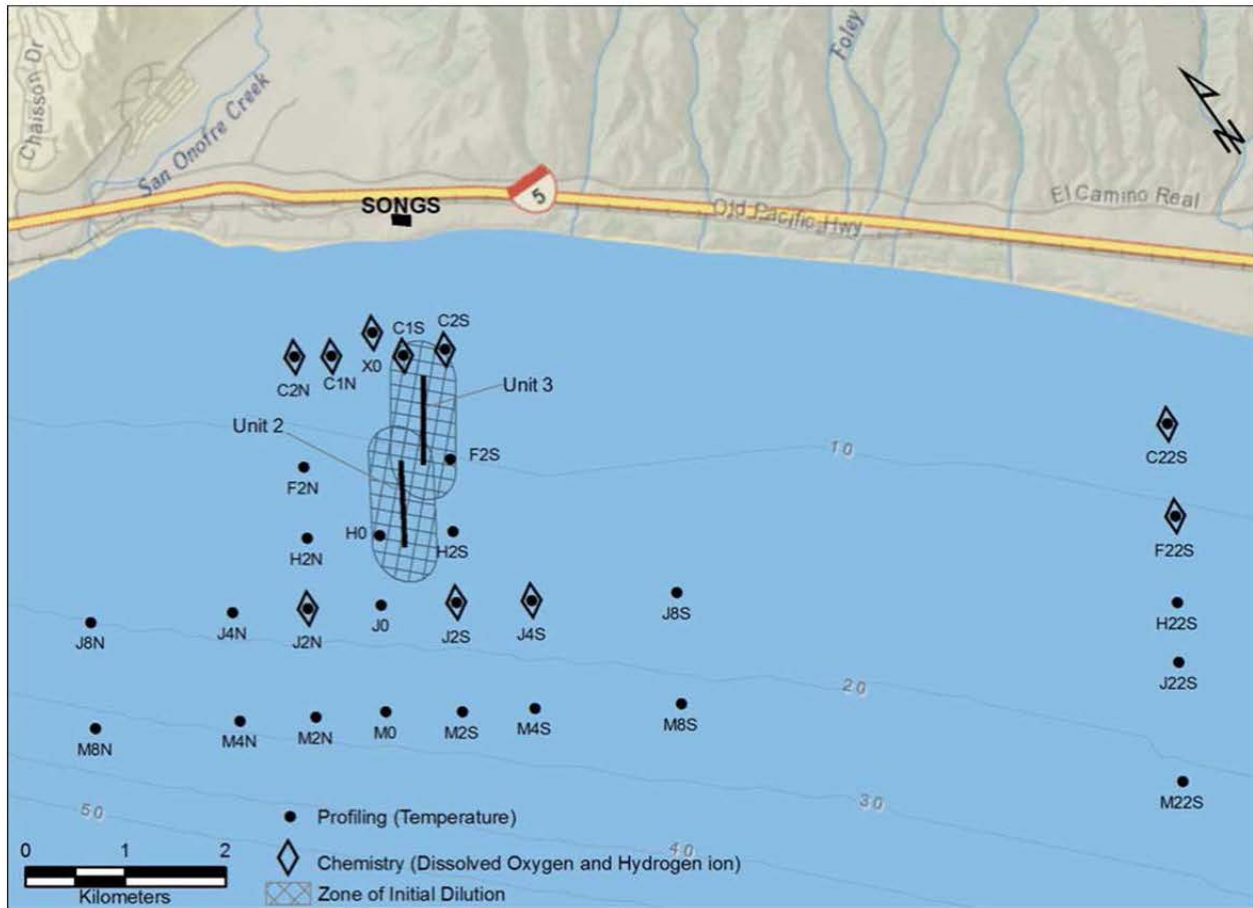 Chaisson Dr
San Onofre Creek
Foley
N
5
El Camino Real
SONGS
Old Pacific Hwy
C1S
C2S
X0
C2N
C1N
Unit 3
Unit 2
10
F2S
C22S
F2N
H0
H2N
H2S
F22S
J8N
J4N
J2N
J0
J2S
J4S
J8S
H22S
20
J22S
M8N
M4N
M2N
M0
M2S
M4S
M8S
M22S
50
30
40
Profiling (Temperature)
0 1 2
Chemistry (Dissolved Oxygen and Hydrogen ion)
Kilometers
Zone of Initial Dilution